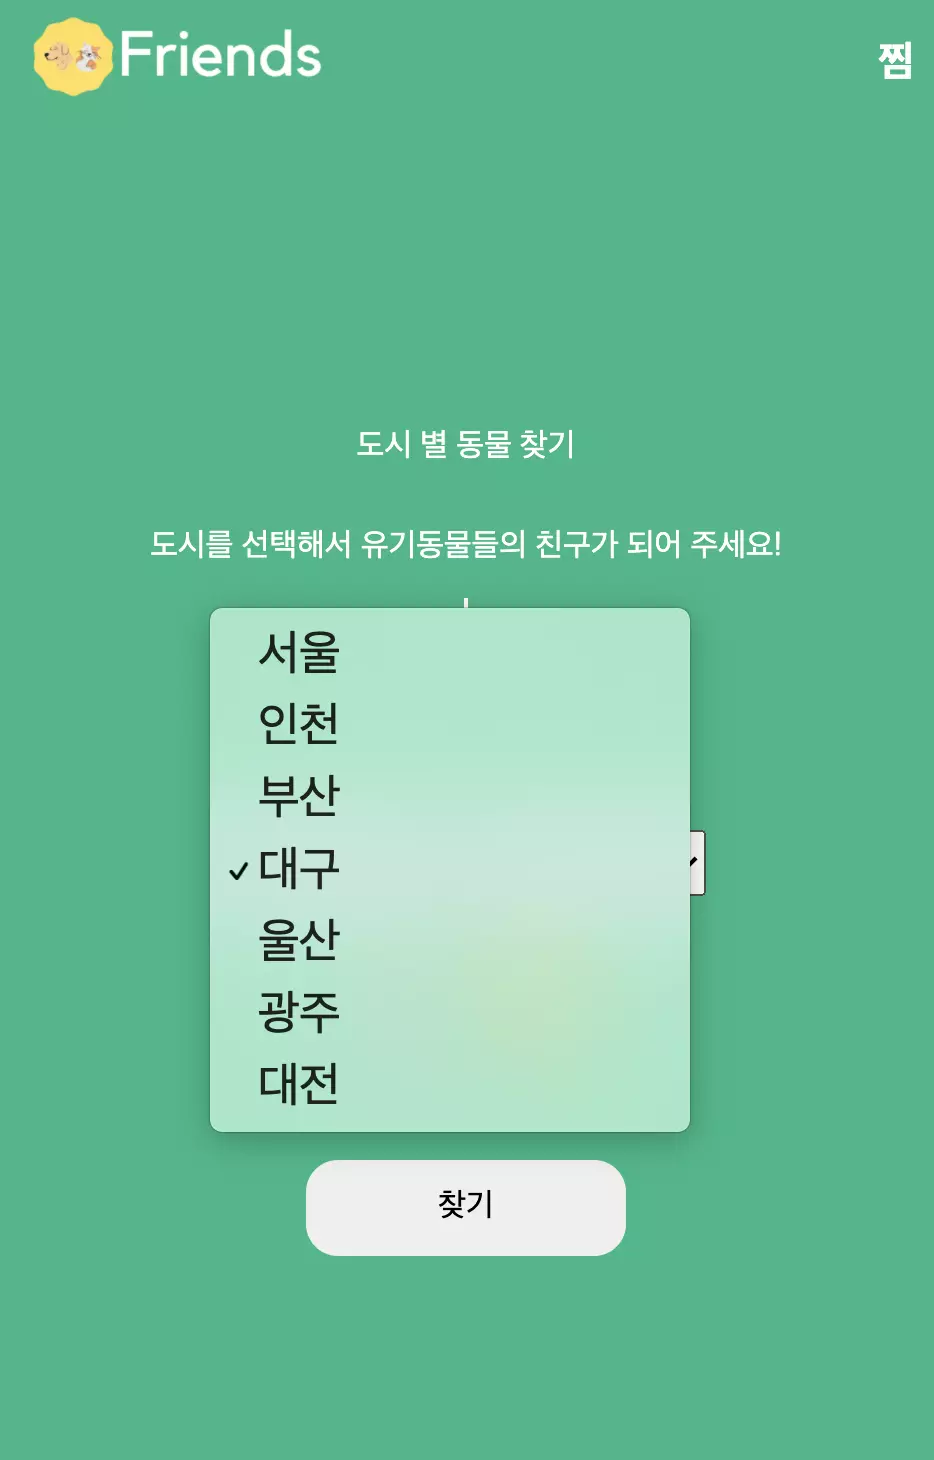 Friends
찜
도시 별 동물 찾기
도시를 선택해서 유기동물들의 친구가 되어 주세요!
서울
인천
부산
✓ 대구
울산
광주
대전
찾기